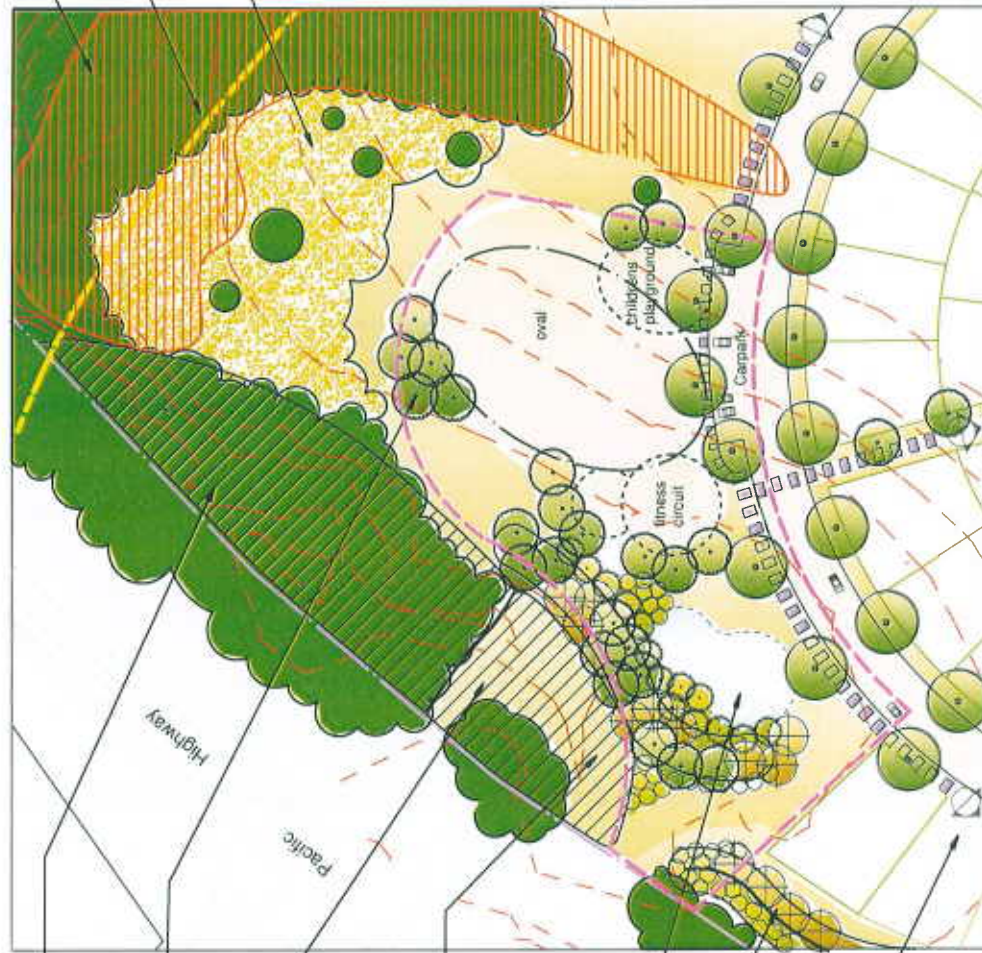 oval
childrens
playground
Carpark
fitness
circuit
Highway
Pacific